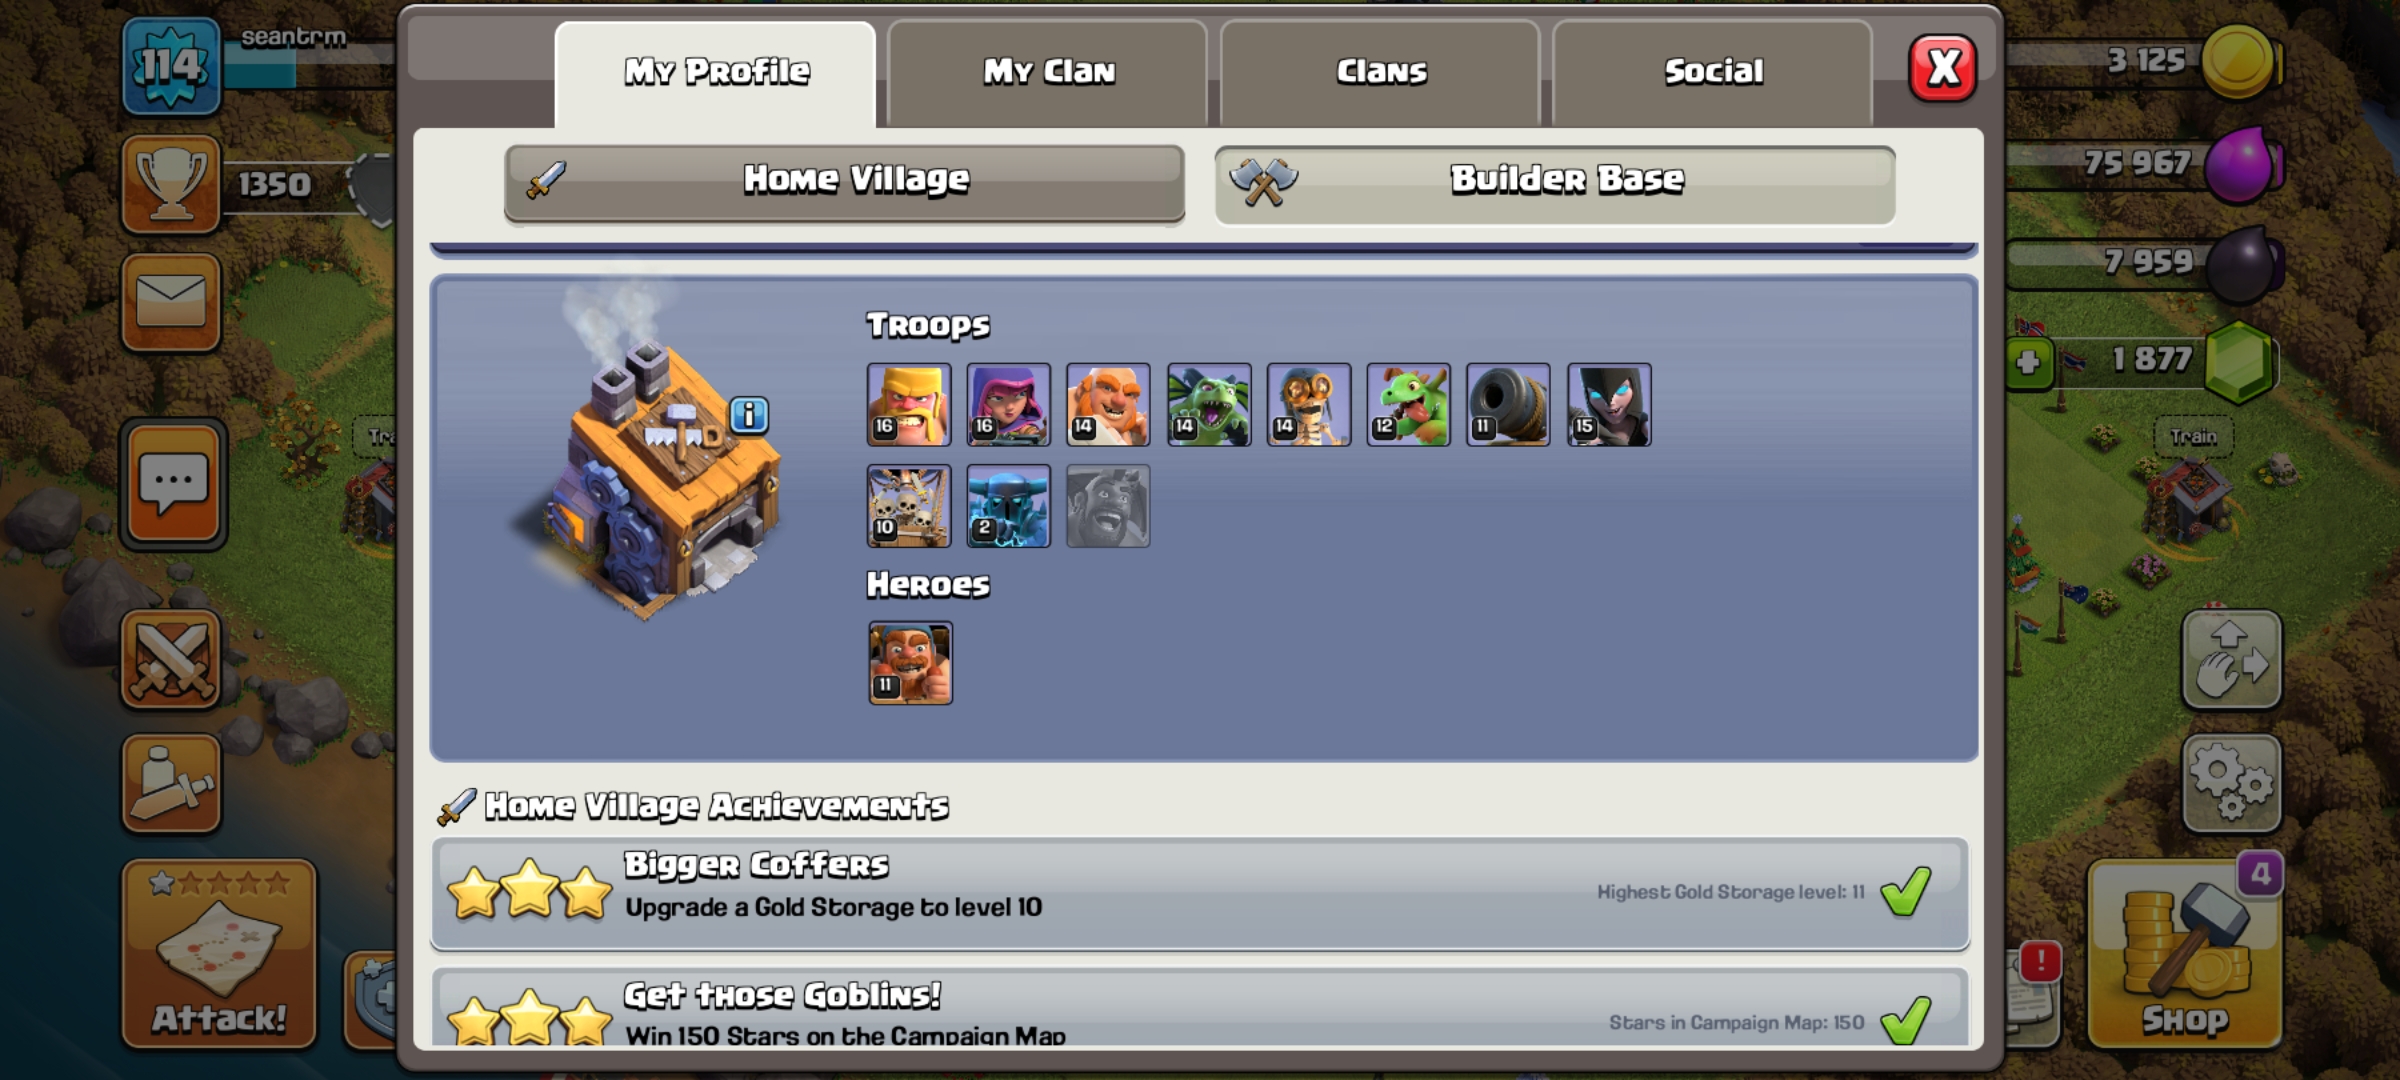 114
seantrm
My Profile
My Clan
Clans
Social
X
3 125
1350
Home Village
Builder Base
75 967
7 959
1 877
Troops
16
16
14
14
14
12
11
15
Train
10
2
Heroes
11
Home Village Achievements
Bigger Coffers
Upgrade a Gold Storage to level 10
Highest Gold Storage level: 11
4
Get those Goblins!
Win 150 Stars on the Campaign Map
Stars in Campaign Map: 150
!
Attack!
Shop